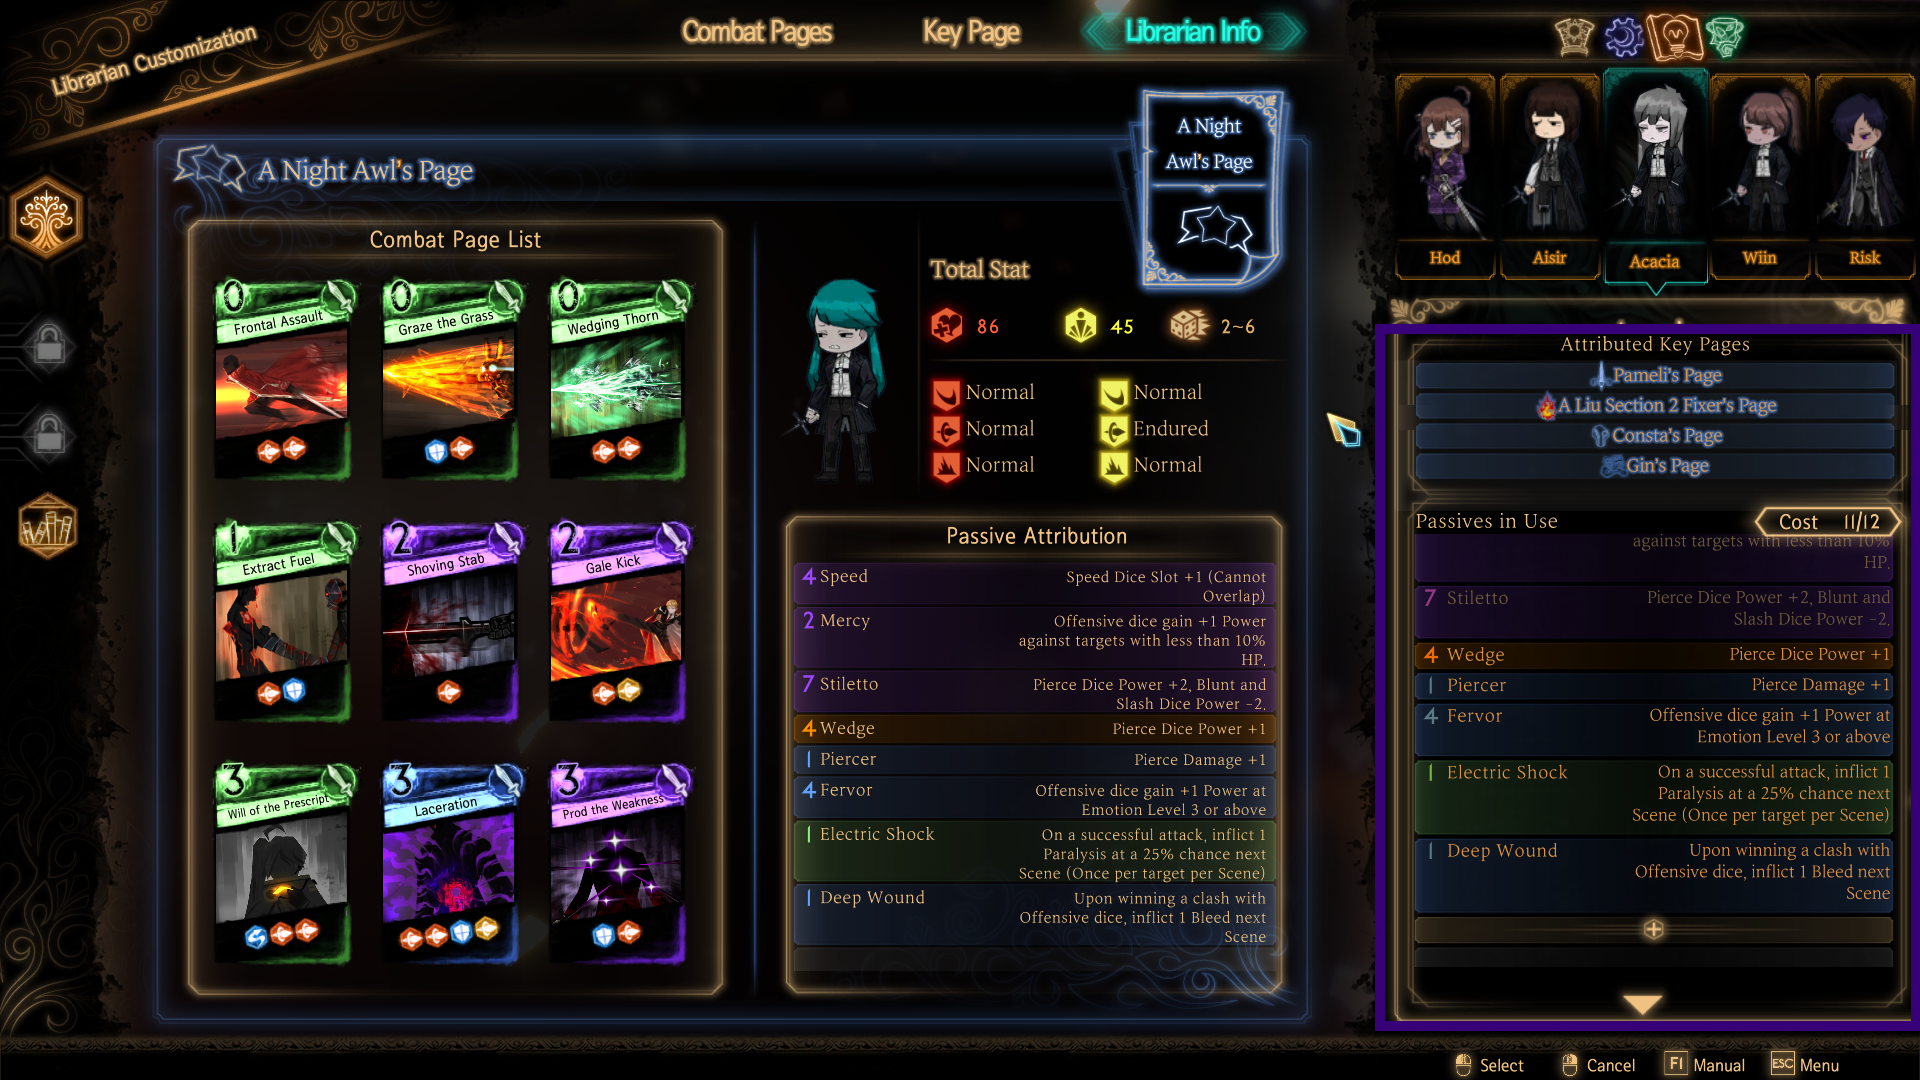 Librarian Customization
Combat Pages
Key Page
Librarian Info
A Night Awl's Page
A Night
Awl's Page
Combat Page List
0
Frontal Assault
0
Graze the Grass
0
Wedging Thorn
1
Extract Fuel
2
Shoving Stab
2
Gale Kick
3
Will of the Prescript
3
Laceration
3
Prod the Weakness
Total Stat
86
45
2~6
Normal
Normal
Normal
Endured
Normal
Normal
Passive Attribution
4 Speed
Speed Dice Slot +1 (Cannot
Overlap)
2 Mercy
Offensive dice gain +1 Power
against targets with less than 10%
HP.
7 Stiletto
Pierce Dice Power +2, Blunt and
Slash Dice Power -2.
4 Wedge
Pierce Dice Power +1
1 Piercer
Pierce Damage +1
4 Fervor
Offensive dice gain +1 Power at
Emotion Level 3 or above
1 Electric Shock
On a successful attack, inflict 1
Paralysis at a 25% chance next
Scene (Once per target per Scene)
1 Deep Wound
Upon winning a clash with
Offensive dice, inflict 1 Bleed next
Scene
Hod
Aisir
Acacia
Wiin
Risk
Attributed Key Pages
Pameli's Page
A Liu Section 2 Fixer's Page
Consta's Page
Gin's Page
Passives in Use
Cost 11/12
against targets with less than 10%
HP.
7 Stiletto
Pierce Dice Power +2, Blunt and
Slash Dice Power -2.
4 Wedge
Pierce Dice Power +1
1 Piercer
Pierce Damage +1
4 Fervor
Offensive dice gain +1 Power at
Emotion Level 3 or above
1 Electric Shock
On a successful attack, inflict 1
Paralysis at a 25% chance next
Scene (Once per target per Scene)
1 Deep Wound
Upon winning a clash with
Offensive dice, inflict 1 Bleed next
Scene
Select
Cancel
F1 Manual
ESC Menu